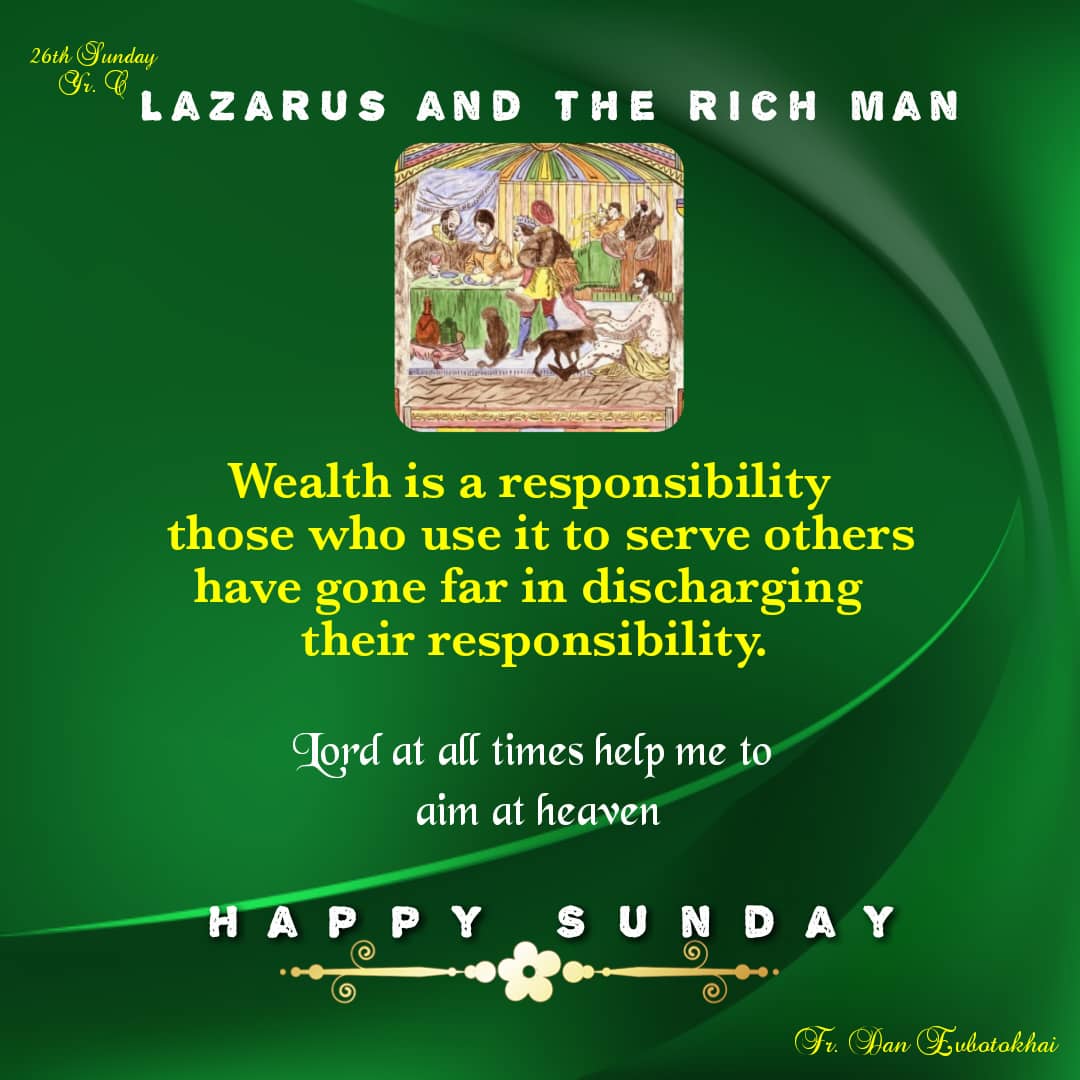 26th Sunday
Yr. C
LAZARUS AND THE RICH MAN
Wealth is a responsibility
those who use it to serve others
have gone far in discharging
their responsibility.
Lord at all times help me to
aim at heaven
HAPPY SUNDAY
Fr. Dan Evbotokhai